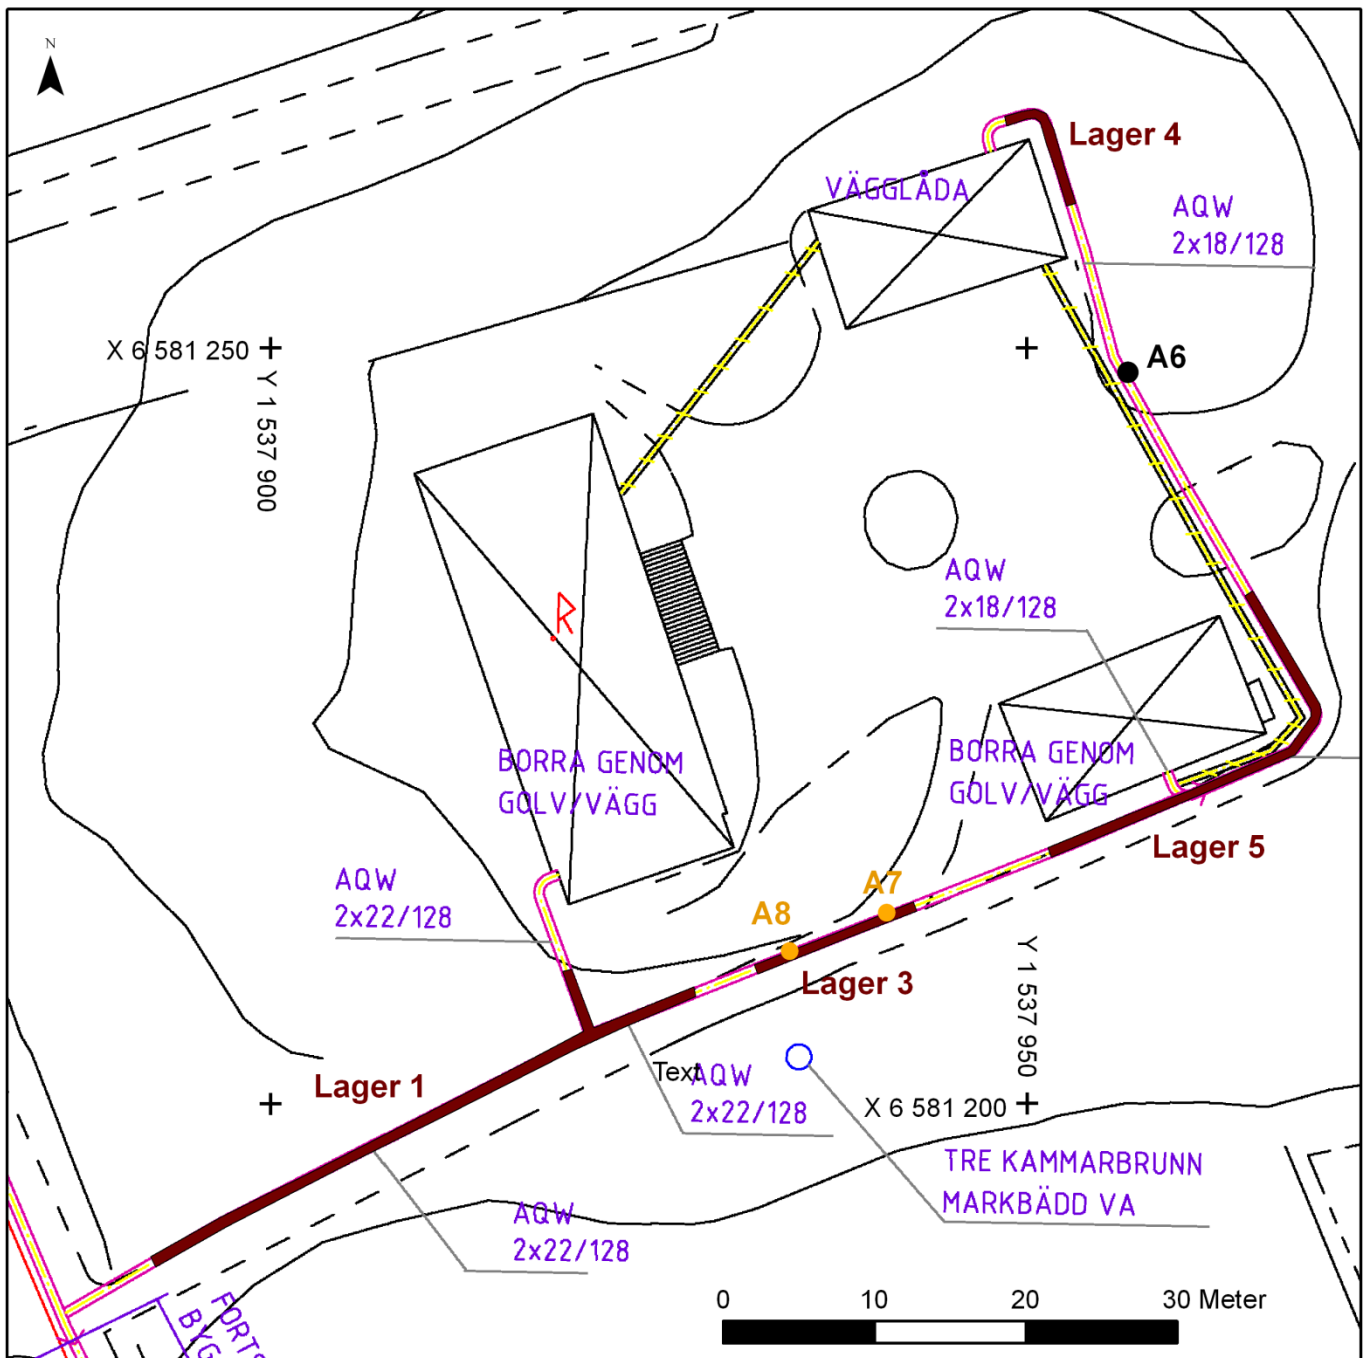 N
Lager 4
VÄGGLÅDA
AQW
2x18/128
X 6 581 250
Y 1 537 900
A6
AQW
2x18/128
R
BORRA GENOM
GOLV/VÄGG
BORRA GENOM
GOLV/VÄGG
Lager 5
AQW
2x22/128
A7
A8
Lager 3
Y 1 537 950
Lager 1
Text
AQW
2x22/128
X 6 581 200
TRE KAMMARBRUNN
MARKBÄDD VA
AQW
2x22/128
0 10 20 30 Meter